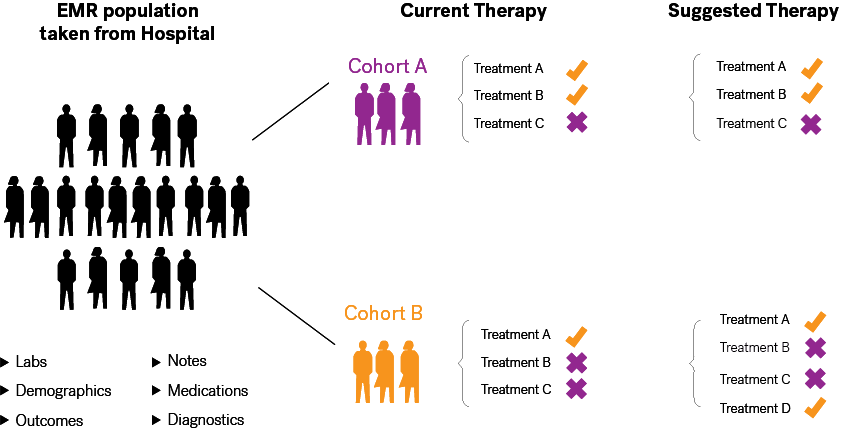 EMR population
taken from Hospital
Current Therapy
Suggested Therapy
Cohort A
Treatment A
Treatment B
Treatment C
Treatment A
Treatment B
Treatment C
Cohort B
Treatment A
Treatment B
Treatment C
Treatment A
Treatment B
Treatment C
Treatment D
Labs
Notes
Demographics
Medications
Outcomes
Diagnostics